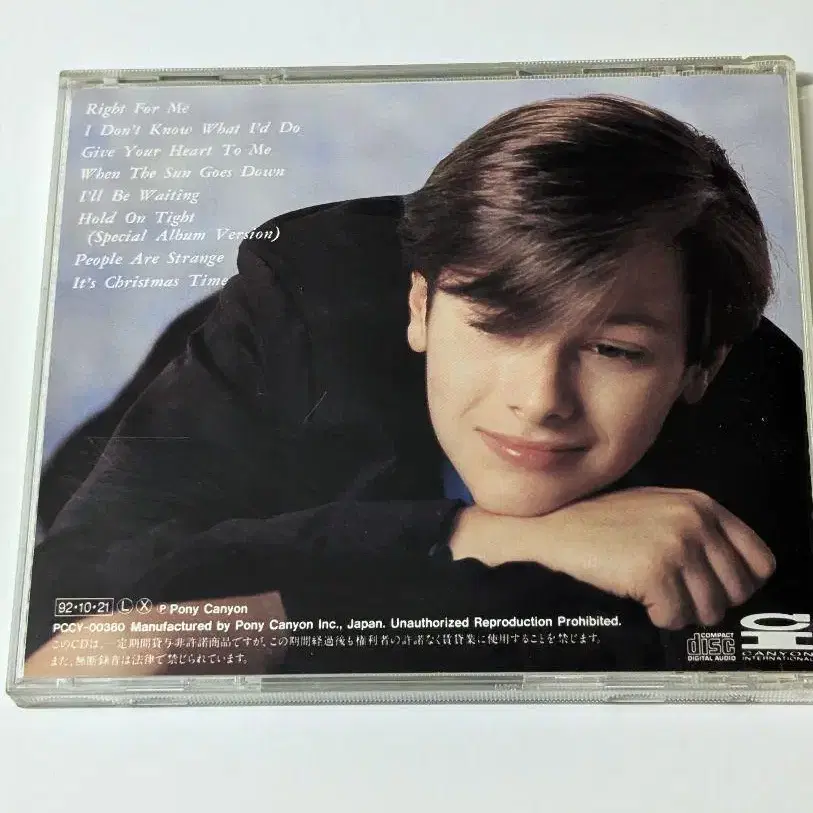 Right For Me
I Don't Know What I'd Do
Give Your Heart To Me
When The Sun Goes Down
I'll Be Waiting
Hold On Tight
(Special Album Version)
People Are Strange
It's Christmas Time
92・10・21 Ⓛ Ⓧ Ⓟ Pony Canyon
PCCY-00380 Manufactured by Pony Canyon Inc., Japan. Unauthorized Reproduction Prohibited.
このCDは、一定期間貸与非許諾商品ですが、この期間経過後も権利者の許諾なく賃貸業に使用することを禁じます。
また、無断録音は法律で禁じられています。
COMPACT
disc
DIGITAL AUDIO
CANYON
INTERNATIONAL